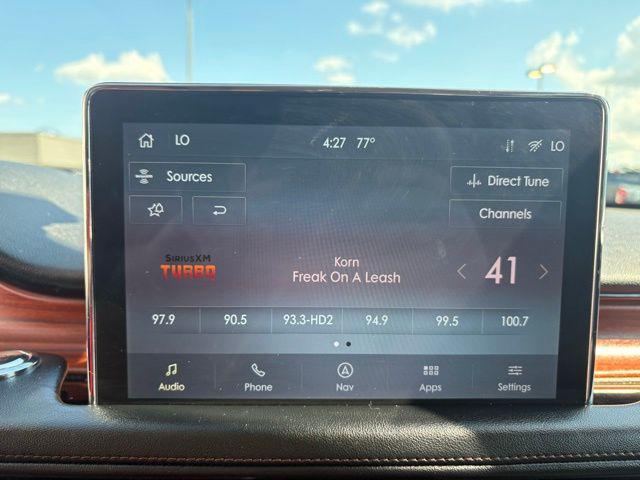 LO 4:27 77° LO
Sources
Direct Tune
Channels
SIRIUSXM
TURBO
Korn
Freak On A Leash
41
97.9 90.5 93.3-HD2 94.9 99.5 100.7
Audio Phone Nav Apps Settings